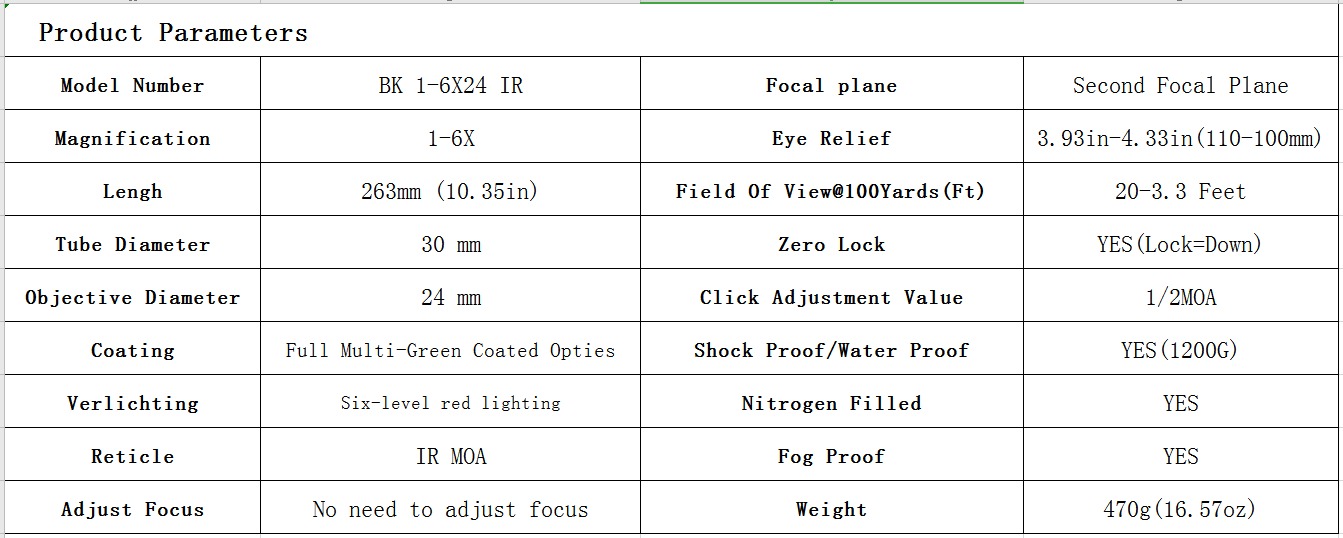 Product Parameters
Model Number BK 1-6X24 IR Focal plane Second Focal Plane
Magnification 1-6X Eye Relief 3.93in-4.33in(110-100mm)
Lengh 263mm (10.35in) Field Of View@100Yards(Ft) 20-3.3 Feet
Tube Diameter 30 mm Zero Lock YES(Lock=Down)
Objective Diameter 24 mm Click Adjustment Value 1/2MOA
Coating Full Multi-Green Coated Opties Shock Proof/Water Proof YES(1200G)
Verlichting Six-level red lighting Nitrogen Filled YES
Reticle IR MOA Fog Proof YES
Adjust Focus No need to adjust focus Weight 470g(16.57oz)